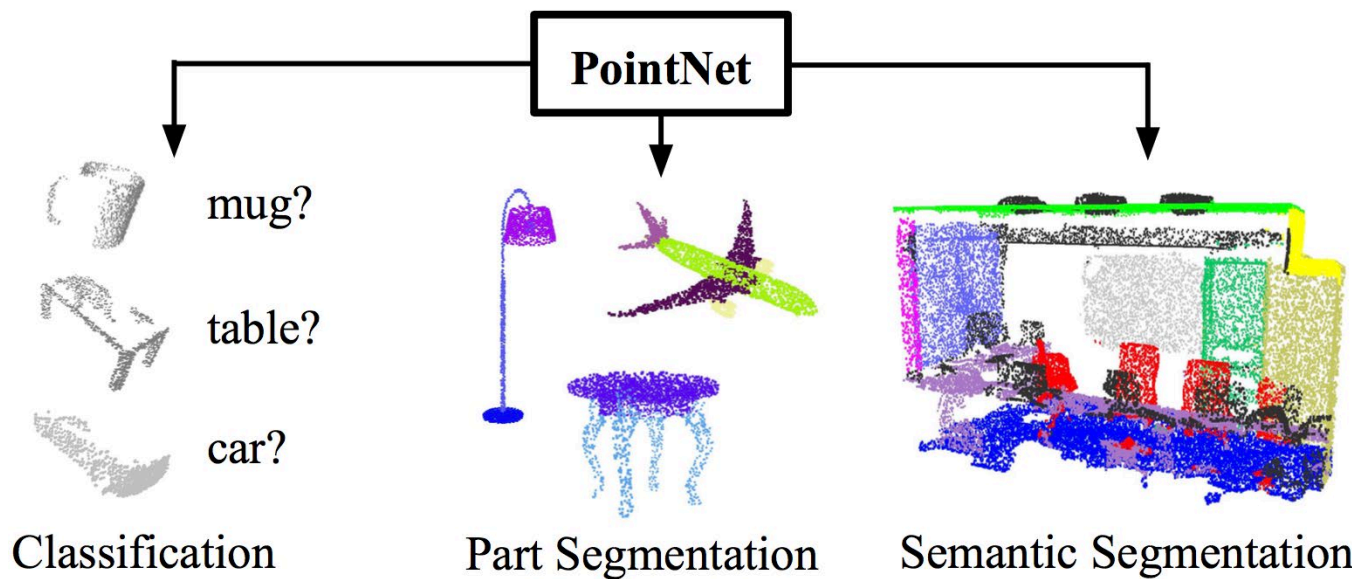 PointNet
mug?
table?
car?
Classification
Part Segmentation
Semantic Segmentation